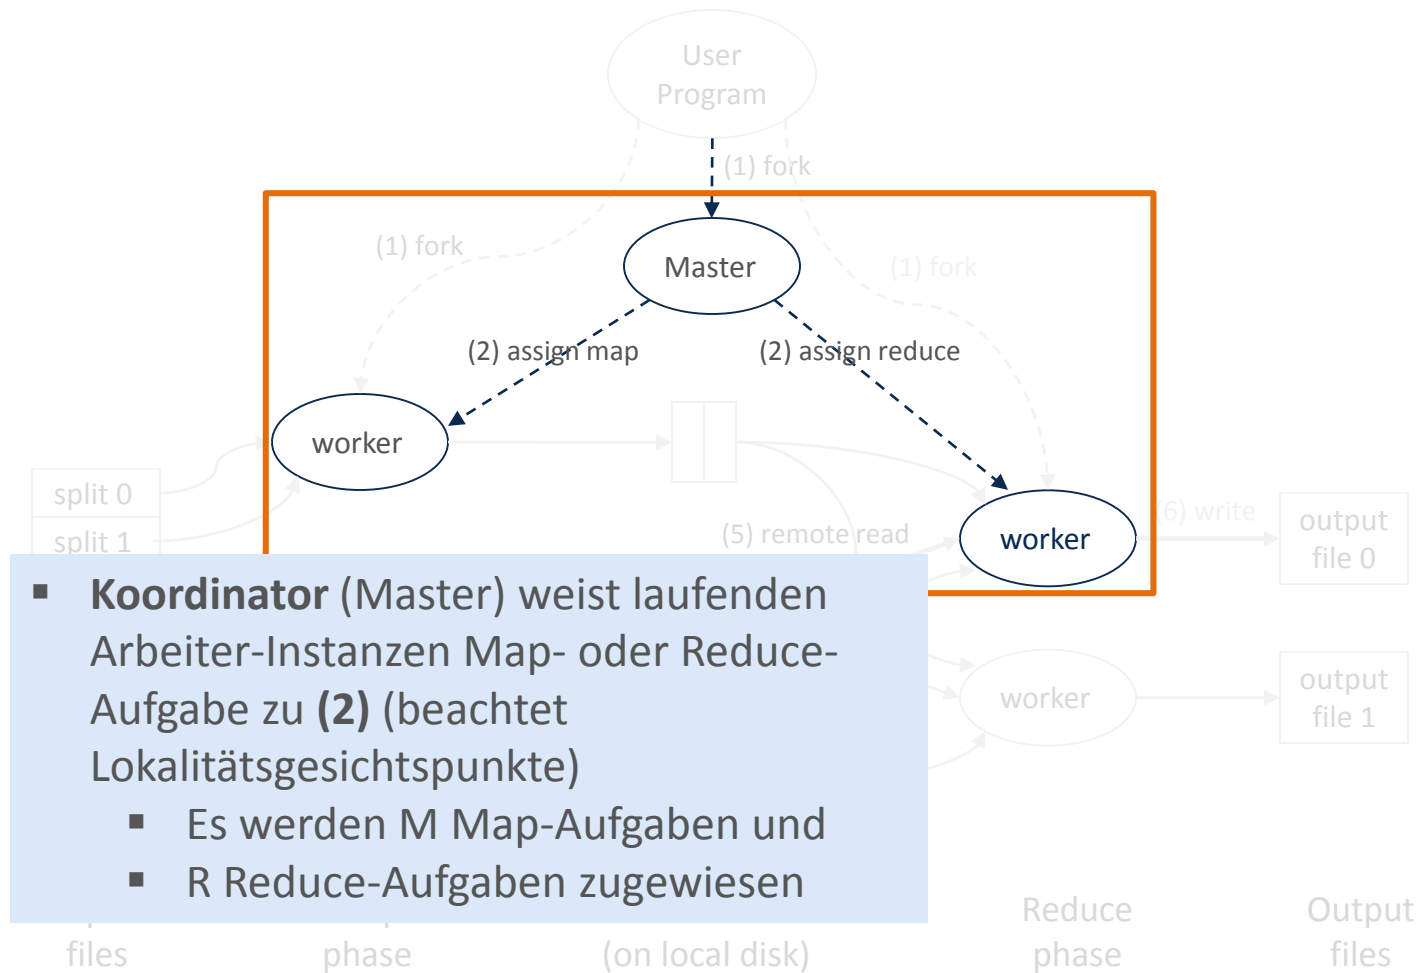 User
Program
(1) fork
(1) fork
Master
(1) fork
(2) assign map
(2) assign reduce
worker
split 0
split 1
(5) remote read
worker
(6) write
output
file 0
▪ Koordinator (Master) weist laufenden
Arbeiter-Instanzen Map- oder Reduce-
Aufgabe zu (2) (beachtet
Lokalitätsgesichtspunkte)
▪ Es werden M Map-Aufgaben und
▪ R Reduce-Aufgaben zugewiesen
worker
output
file 1
files
phase
(on local disk)
Reduce
phase
Output
files